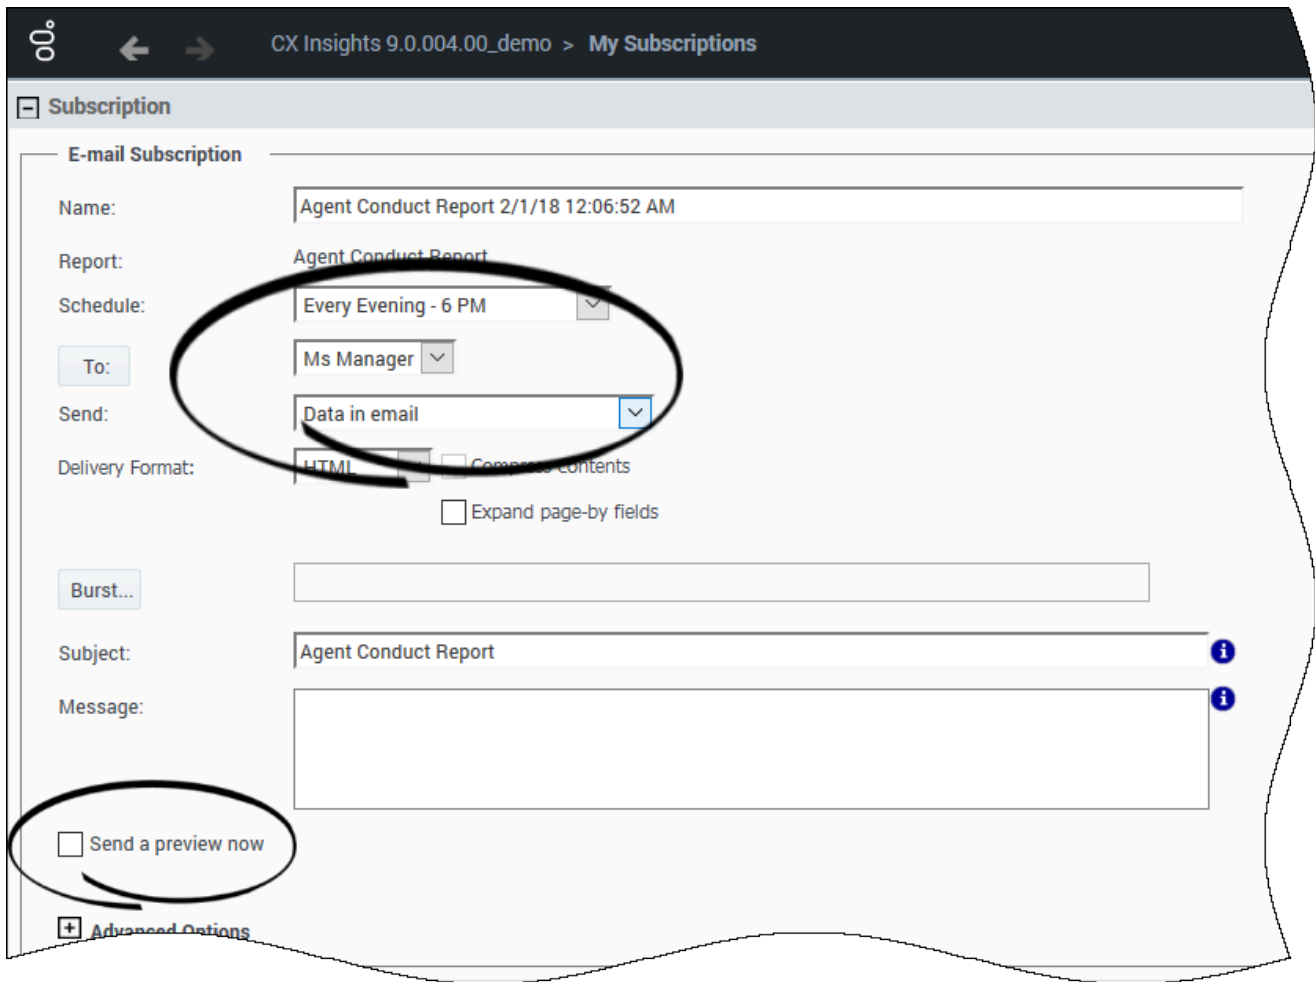 CX Insights 9.0.004.00_demo > My Subscriptions
Subscription
E-mail Subscription
Name: Agent Conduct Report 2/1/18 12:06:52 AM
Report: Agent Conduct Report
Schedule: Every Evening - 6 PM
To: Ms Manager
Send: Data in email
Delivery Format: HTML Compress contents
Expand page-by fields
Burst...
Subject: Agent Conduct Report
Message:
Send a preview now
Advanced Options